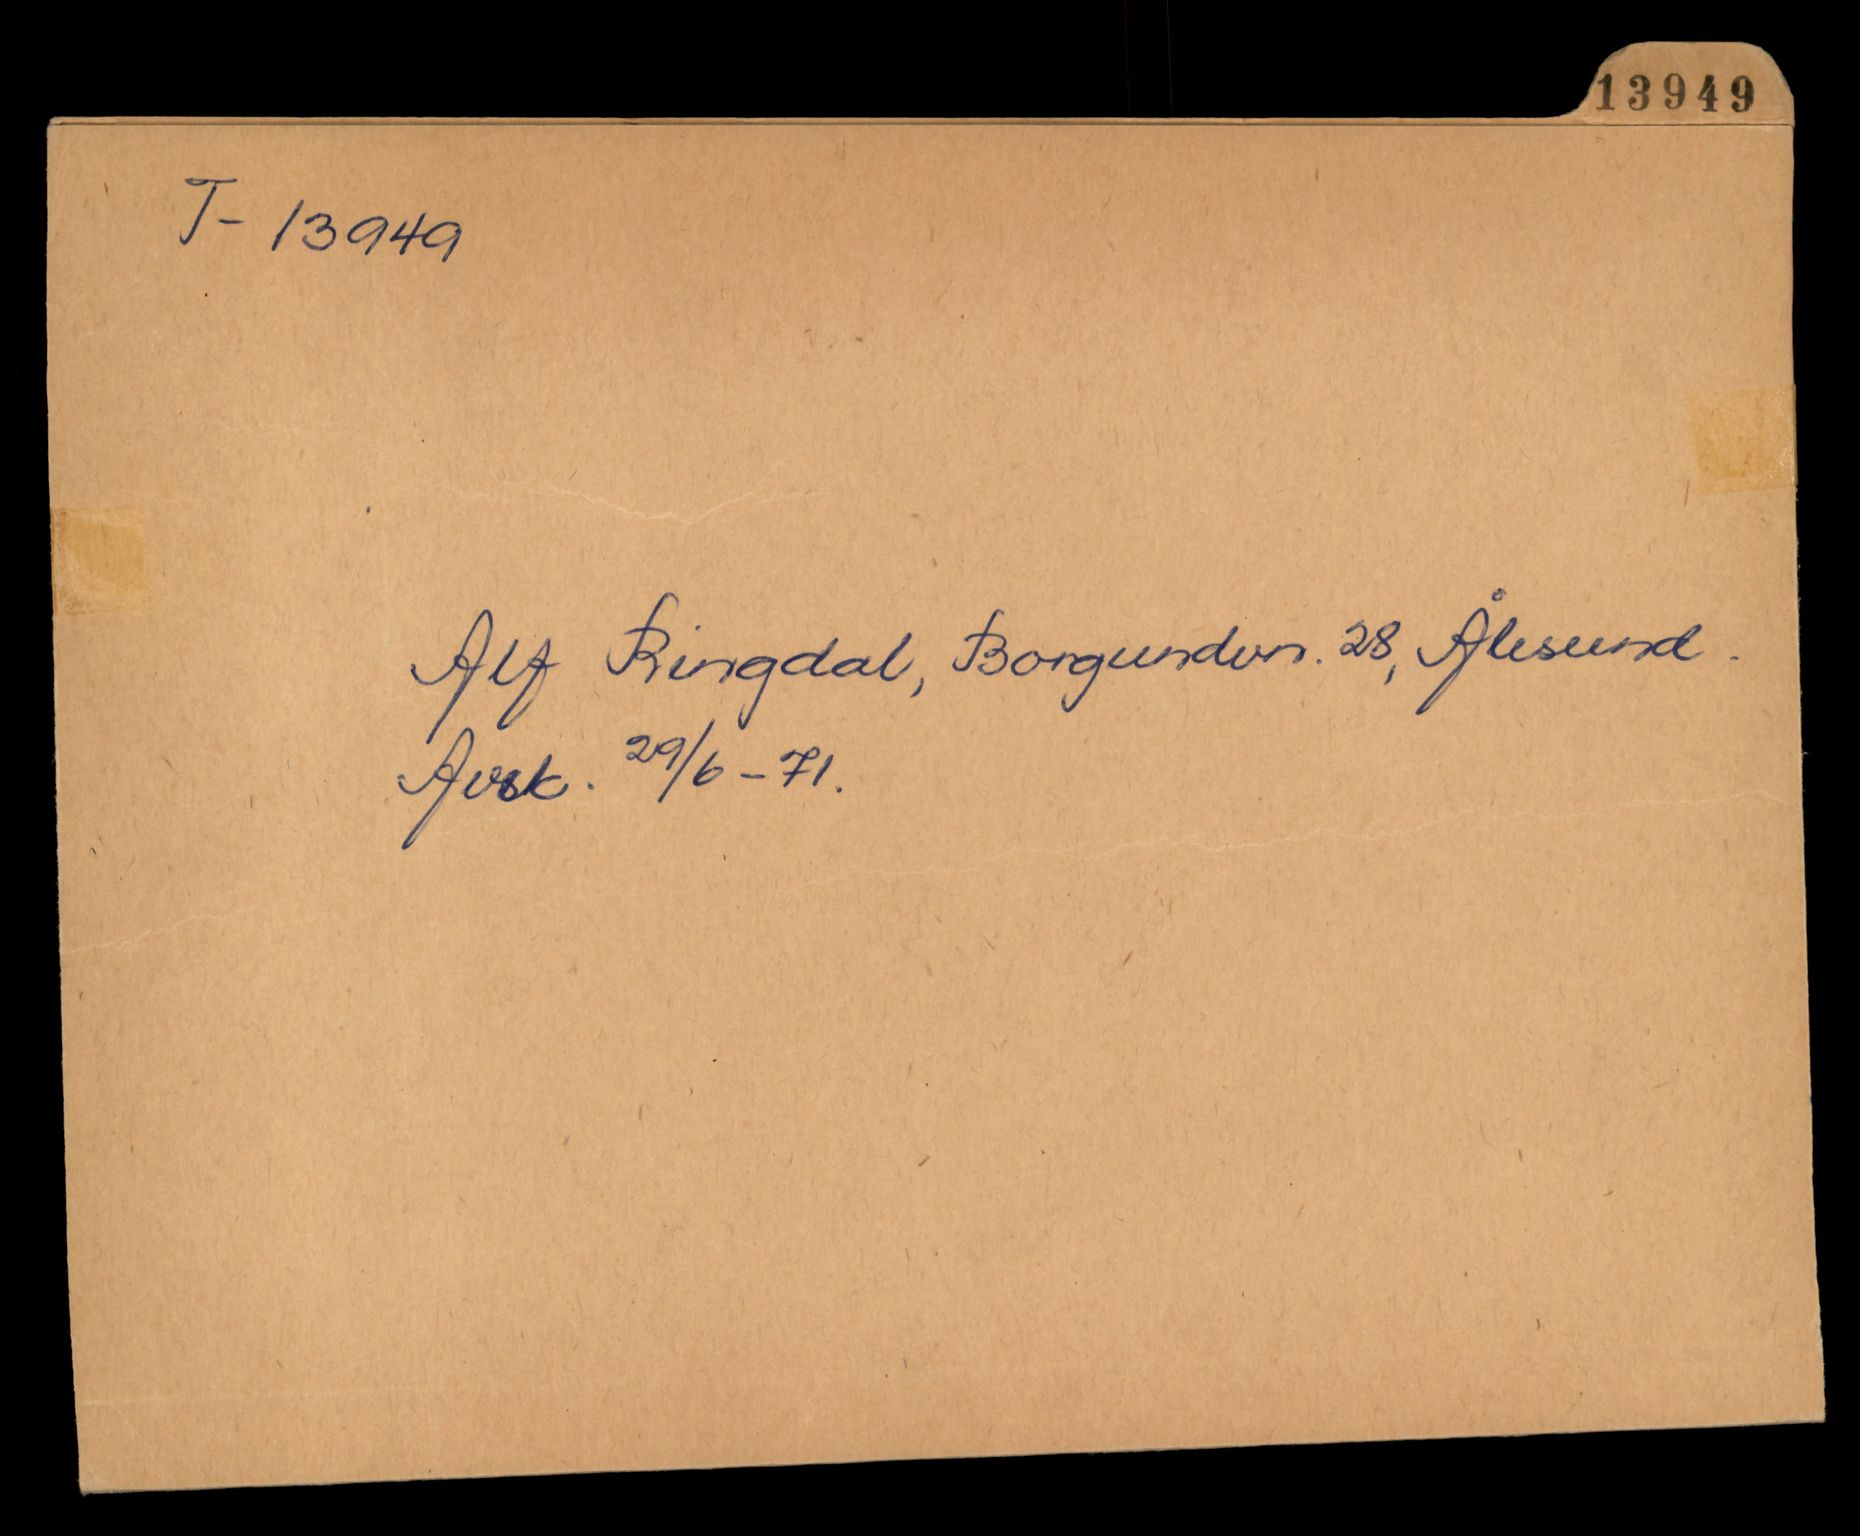 13949
T- 13949
Alf Ringdal, Borgundvn. 28, Ålesund.
Avsk. 29/6 - 71.